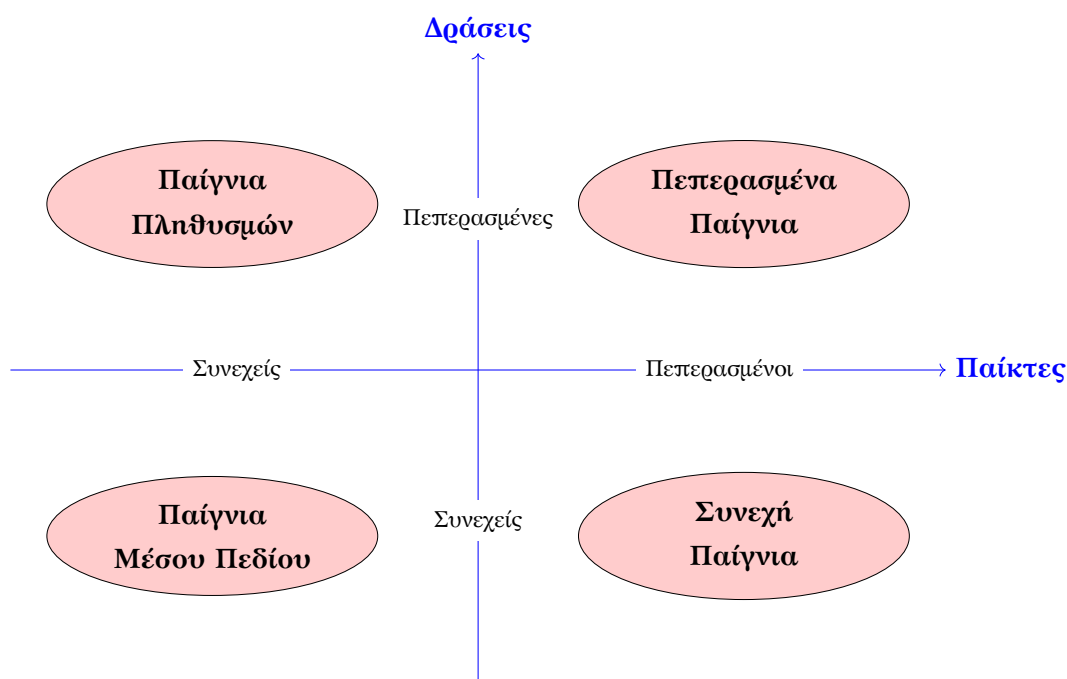 Δράσεις
Παίγνια
Πληθυσμών
Πεπερασμένες
Πεπερασμένα
Παίγνια
Συνεχείς
Πεπερασμένοι
Παίκτες
Παίγνια
Μέσου Πεδίου
Συνεχείς
Συνεχή
Παίγνια